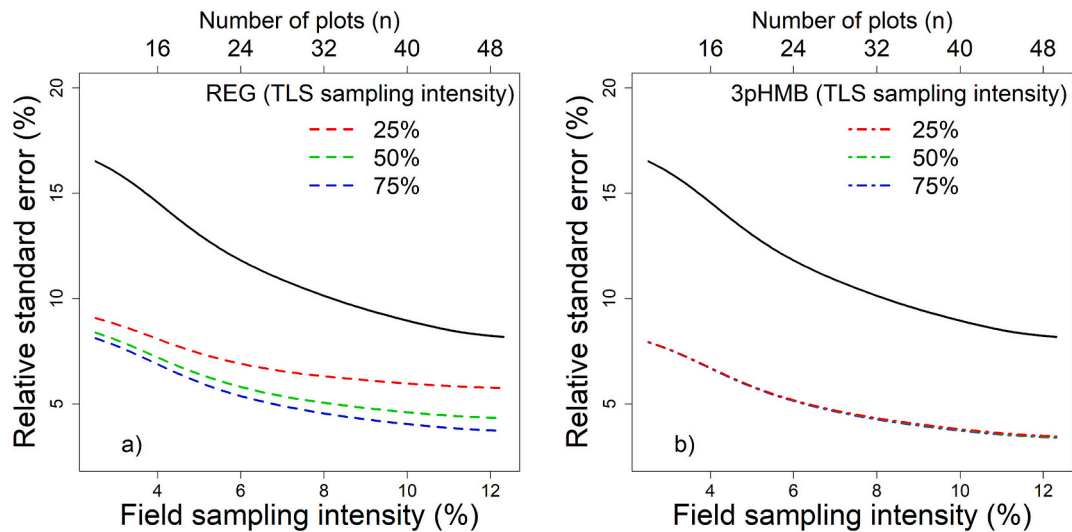 Number of plots (n)
16 24 32 40 48
REG (TLS sampling intensity)
25%
50%
75%
20
15
10
5
Relative standard error (%)
a)
4 6 8 10 12
Field sampling intensity (%)
Number of plots (n)
16 24 32 40 48
3pHMB (TLS sampling intensity)
25%
50%
75%
20
15
10
5
Relative standard error (%)
b)
4 6 8 10 12
Field sampling intensity (%)